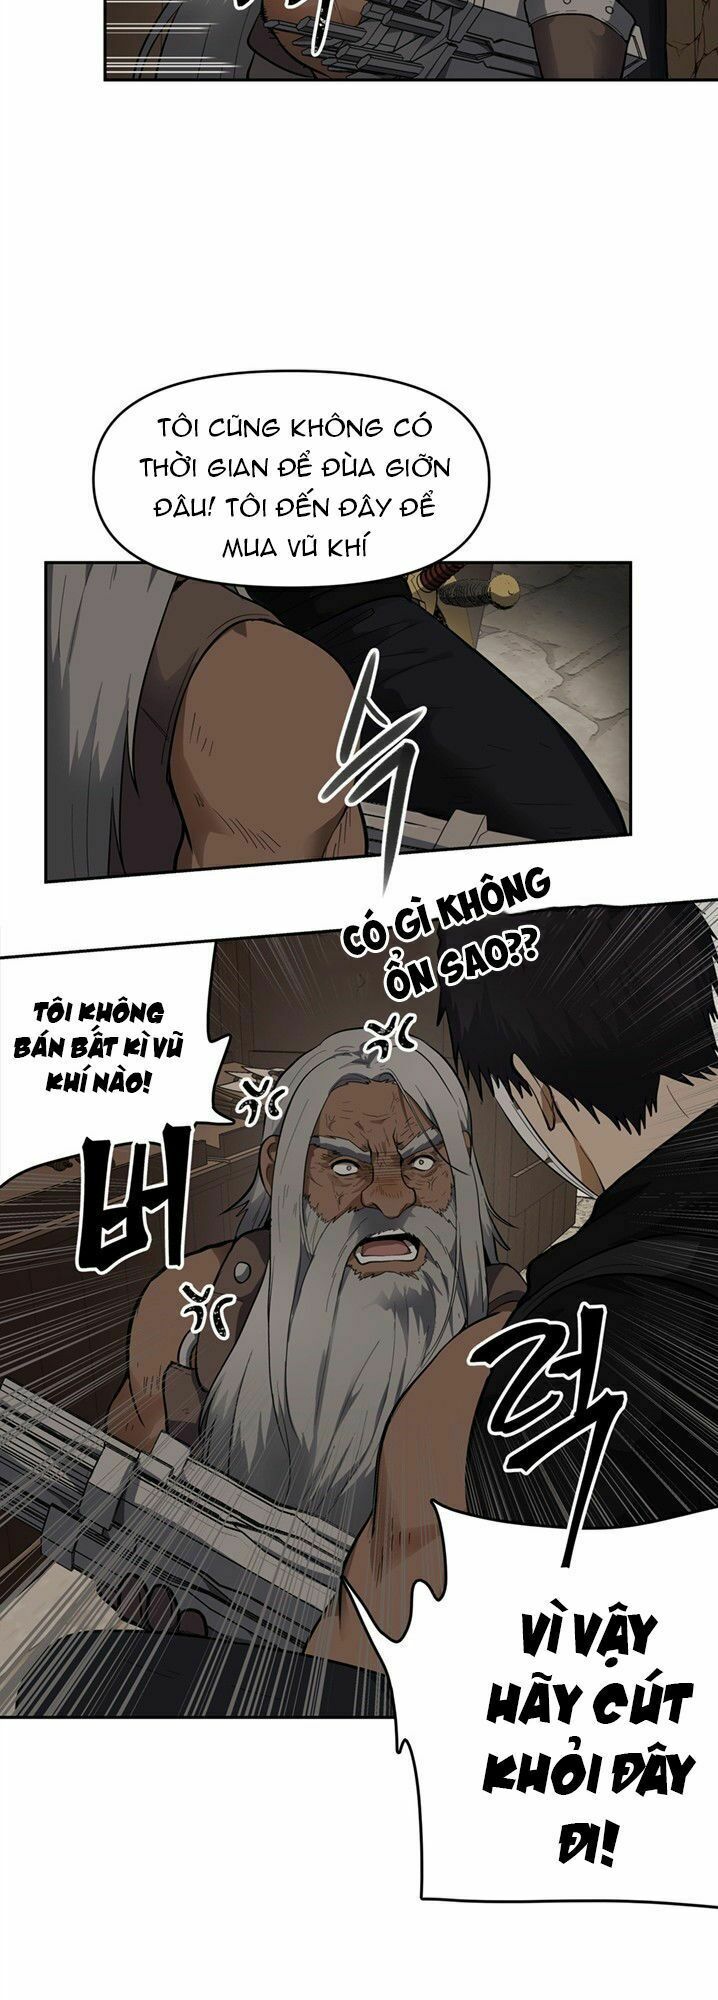 TÔI CŨNG KHÔNG CÓ
THỜI GIAN ĐỂ ĐÙA GIỠN
ĐÂU! TÔI ĐẾN ĐÂY ĐỂ
MUA VŨ KHÍ
슥
CÓ GÌ KHÔNG
ỔN SAO??
TÔI KHÔNG
BÁN BẤT KÌ VŨ
KHÍ NÀO!
버
럭
VÌ VẬY
HÃY CÚT
KHỎI ĐÂY
ĐI!